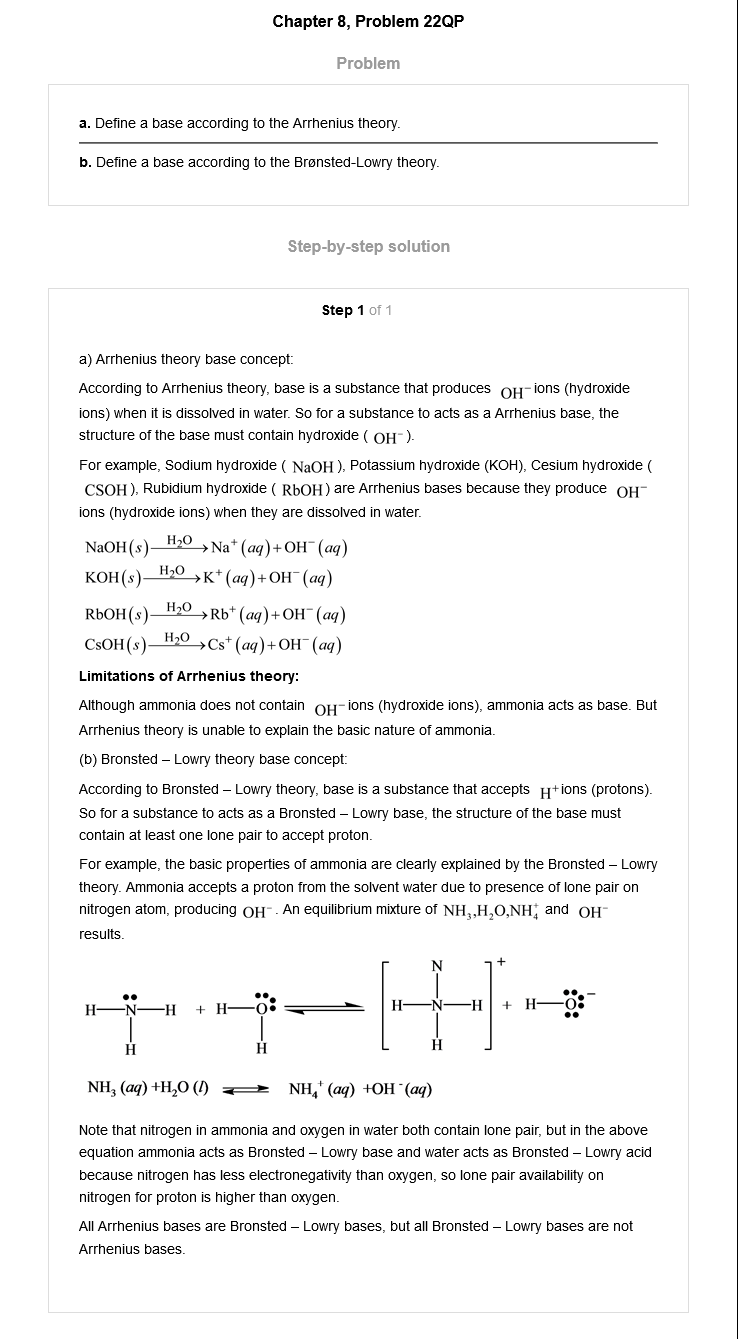 Chapter 8, Problem 22QP
Problem
a. Define a base according to the Arrhenius theory.
b. Define a base according to the Brønsted-Lowry theory.
Step-by-step solution
Step 1 of 1
a) Arrhenius theory base concept:
According to Arrhenius theory, base is a substance that produces OH⁻ ions (hydroxide
ions) when it is dissolved in water. So for a substance to acts as a Arrhenius base, the
structure of the base must contain hydroxide ( OH⁻ ).
For example, Sodium hydroxide ( NaOH ), Potassium hydroxide (KOH), Cesium hydroxide (
CSOH ), Rubidium hydroxide ( RbOH ) are Arrhenius bases because they produce OH⁻
ions (hydroxide ions) when they are dissolved in water.
NaOH(s) —H₂O→ Na⁺(aq)+OH⁻(aq)
KOH(s) —H₂O→ K⁺(aq)+OH⁻(aq)
RbOH(s) —H₂O→ Rb⁺(aq)+OH⁻(aq)
CsOH(s) —H₂O→ Cs⁺(aq)+OH⁻(aq)
Limitations of Arrhenius theory:
Although ammonia does not contain OH⁻ ions (hydroxide ions), ammonia acts as base. But
Arrhenius theory is unable to explain the basic nature of ammonia.
(b) Bronsted – Lowry theory base concept:
According to Bronsted – Lowry theory, base is a substance that accepts H⁺ ions (protons).
So for a substance to acts as a Bronsted – Lowry base, the structure of the base must
contain at least one lone pair to accept proton.
For example, the basic properties of ammonia are clearly explained by the Bronsted – Lowry
theory. Ammonia accepts a proton from the solvent water due to presence of lone pair on
nitrogen atom, producing OH⁻ . An equilibrium mixture of NH₃,H₂O,NH₄⁺ and OH⁻
results.
N +
H—N—H + H—O ⇌ H—N—H + H—O⁻
H H H
NH₃ (aq) +H₂O (l) ⇌ NH₄⁺ (aq) +OH⁻(aq)
Note that nitrogen in ammonia and oxygen in water both contain lone pair, but in the above
equation ammonia acts as Bronsted – Lowry base and water acts as Bronsted – Lowry acid
because nitrogen has less electronegativity than oxygen, so lone pair availability on
nitrogen for proton is higher than oxygen.
All Arrhenius bases are Bronsted – Lowry bases, but all Bronsted – Lowry bases are not
Arrhenius bases.